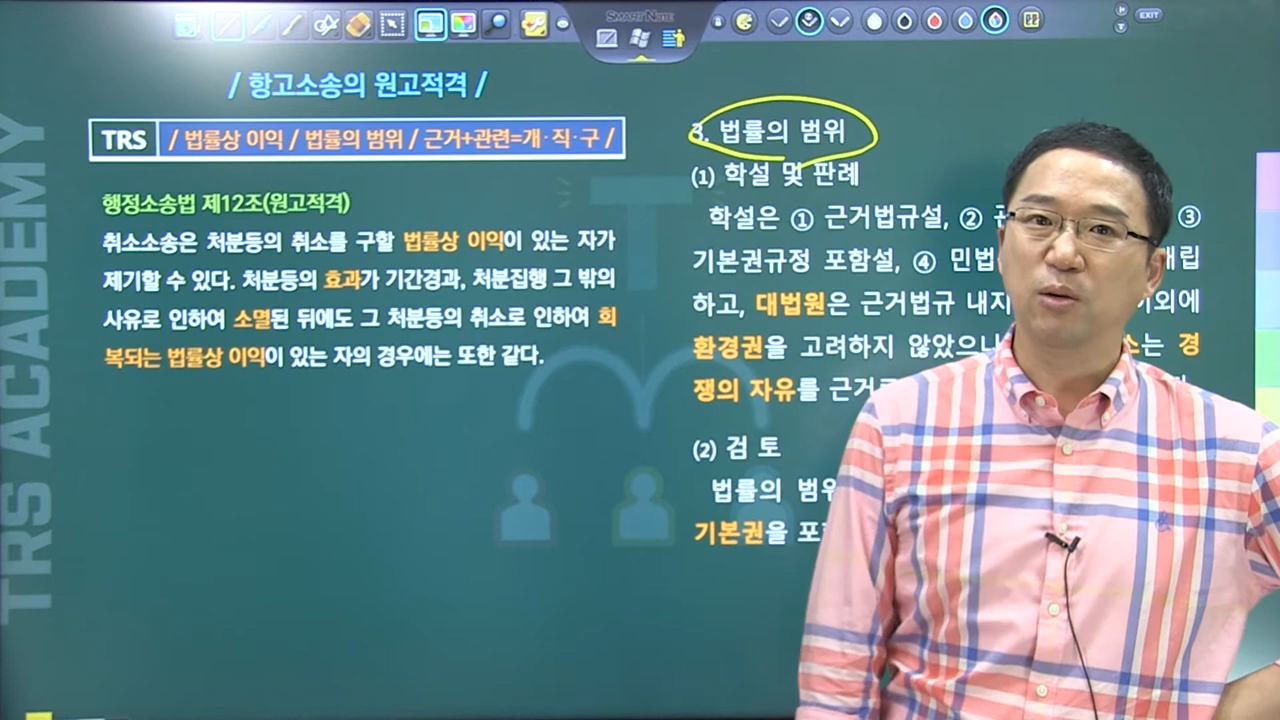 SMART NOTE
EXIT
/ 항고소송의 원고적격 /
TRS / 법률상 이익 / 법률의 범위 / 근거+관련=개·직·구 /
행정소송법 제12조(원고적격)
취소소송은 처분등의 취소를 구할 법률상 이익이 있는 자가
제기할 수 있다. 처분등의 효과가 기간경과, 처분집행 그 밖의
사유로 인하여 소멸된 뒤에도 그 처분등의 취소로 인하여 회
복되는 법률상 이익이 있는 자의 경우에는 또한 같다.
3. 법률의 범위
(1) 학설 및 판례
학설은 ① 근거법규설, ② ③
기본권규정 포함설, ④ 민법 대립
하고, 대법원은 근거법규 내지 이외에
환경권을 고려하지 않았으나 는 경
쟁의 자유를 근거로
(2) 검 토
법률의 범위
기본권을 포함
TRS ACADEMY